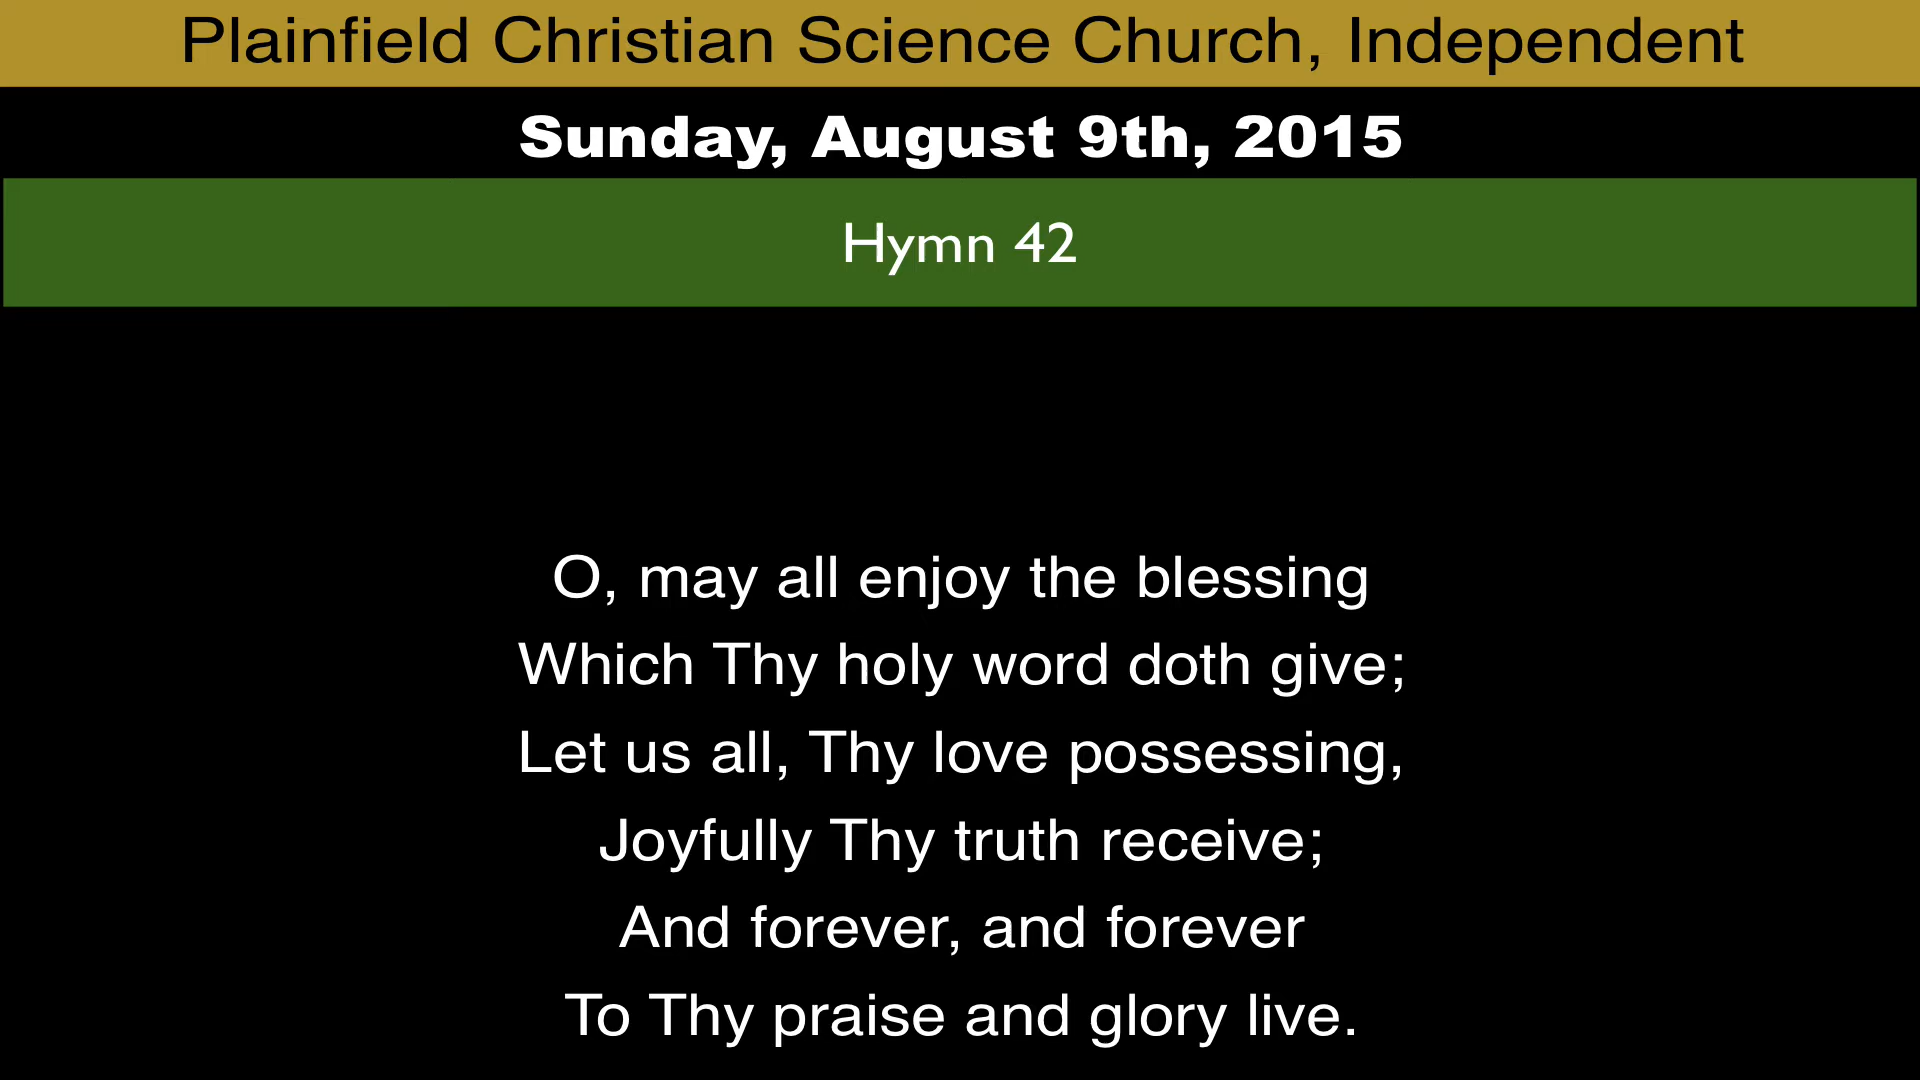 Plainfield Christian Science Church, Independent
Sunday, August 9th, 2015
Hymn 42
O, may all enjoy the blessing
Which Thy holy word doth give;
Let us all, Thy love possessing,
Joyfully Thy truth receive;
And forever, and forever
To Thy praise and glory live.